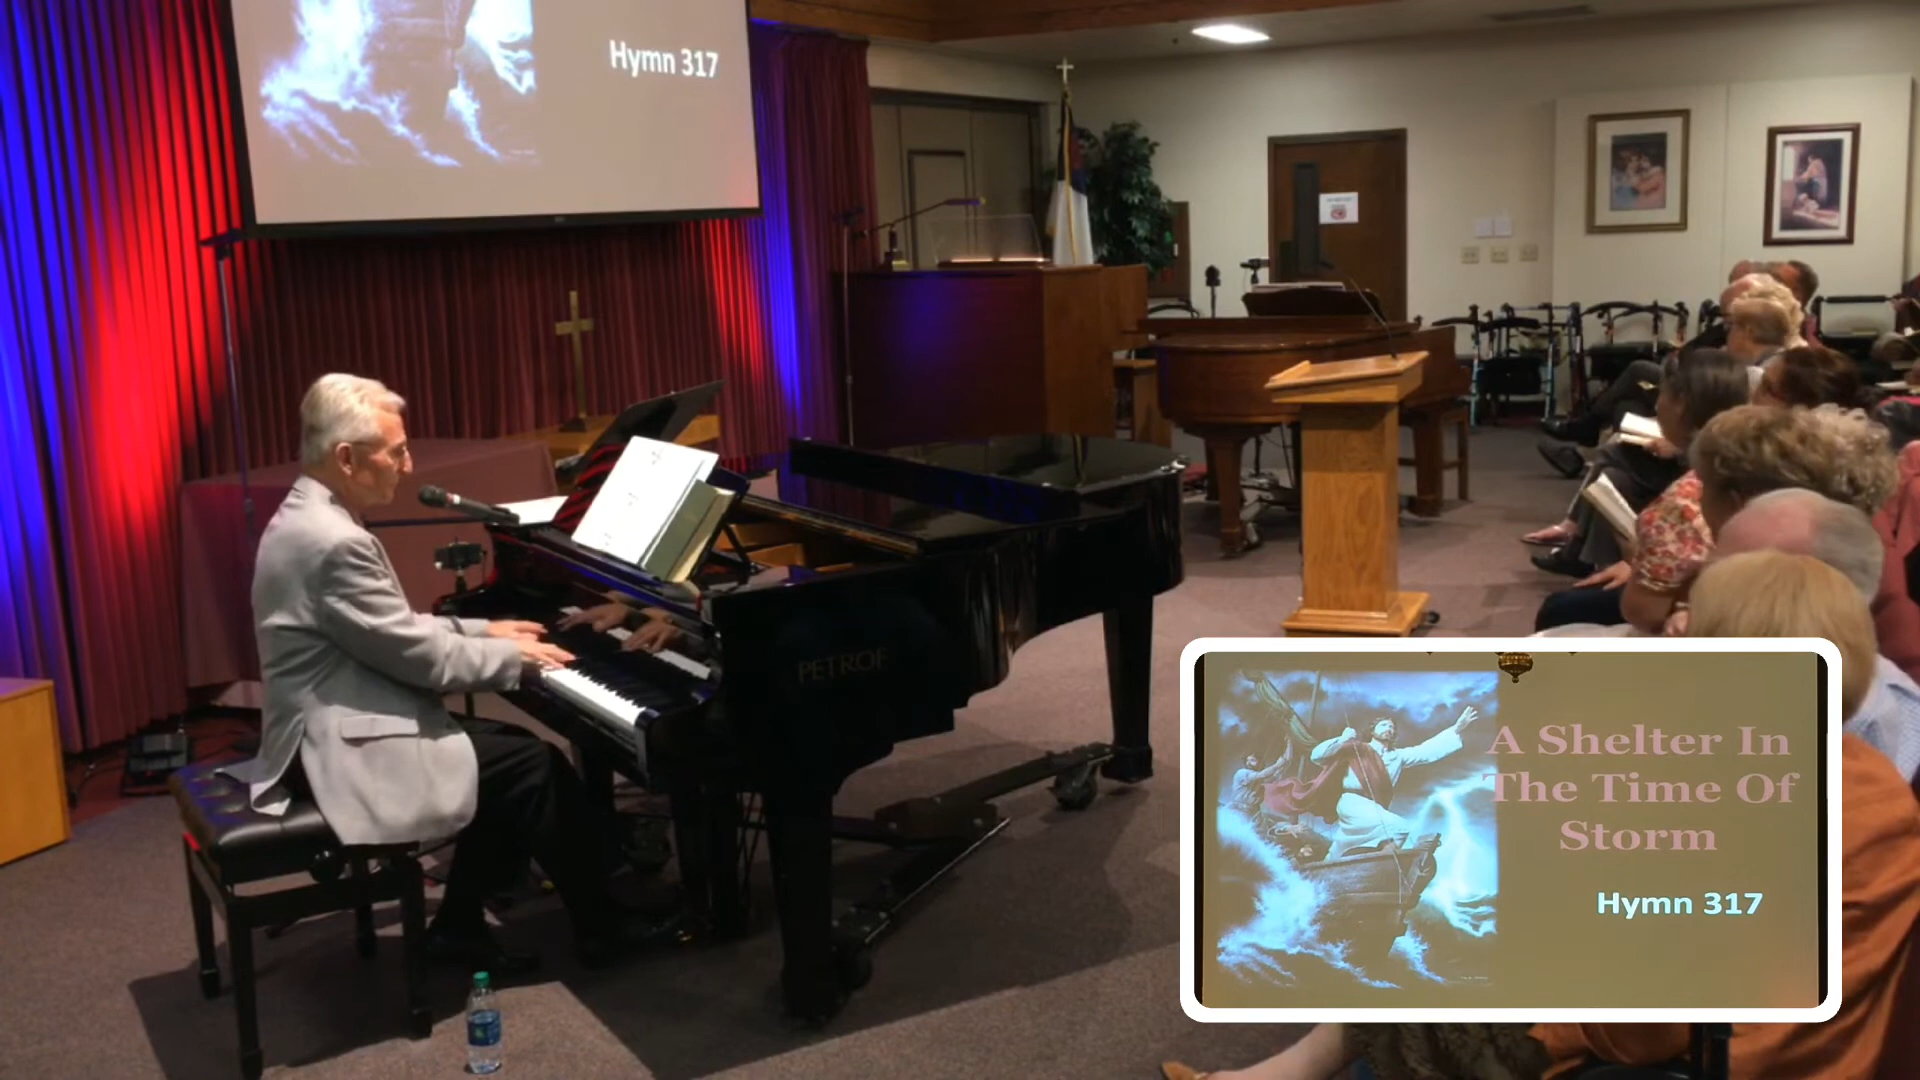 Hymn 317
PETROF
A Shelter In
The Time Of
Storm
Hymn 317